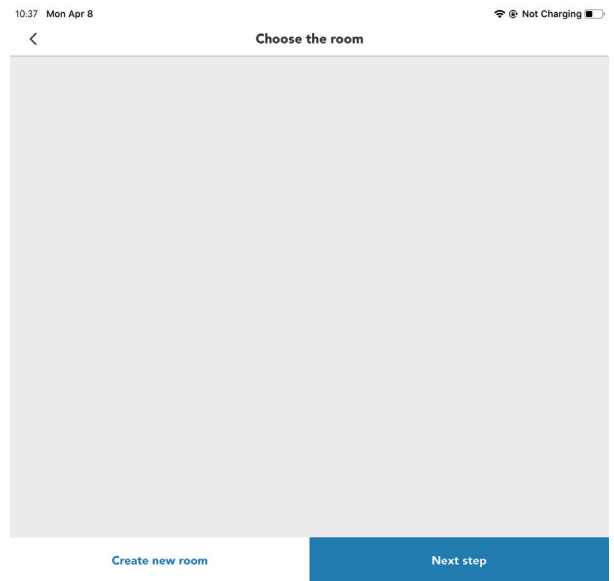 10:37 Mon Apr 8 Not Charging
Choose the room
Create new room Next step